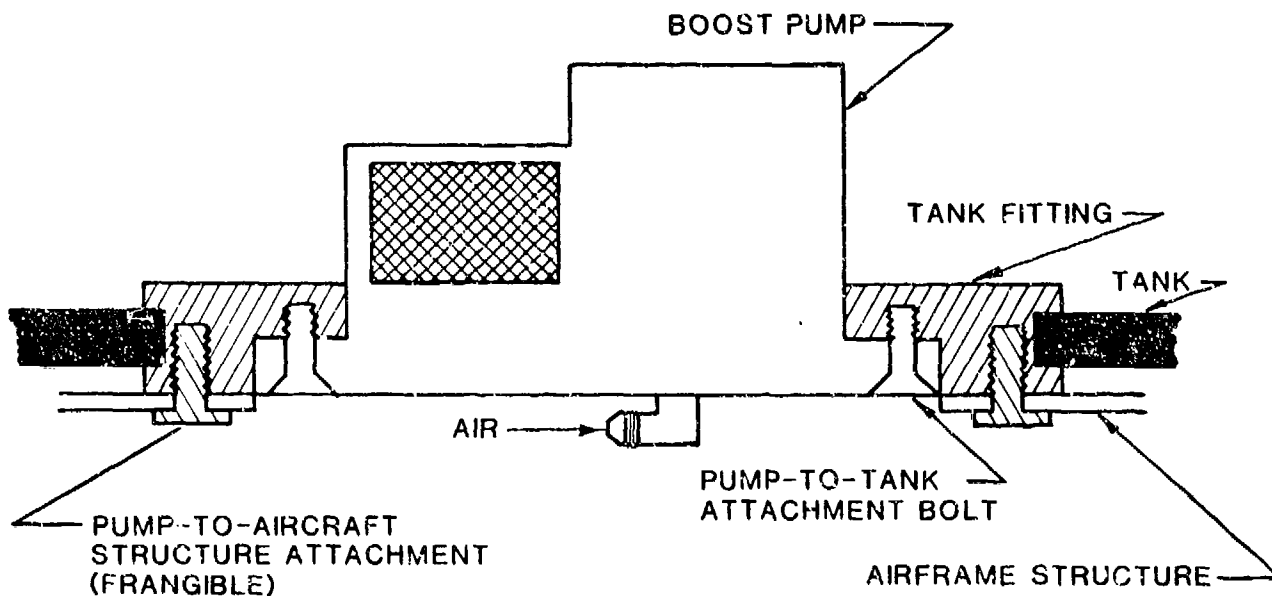 BOOST PUMP
TANK FITTING
TANK
AIR
PUMP-TO-TANK
ATTACHMENT BOLT
PUMP-TO-AIRCRAFT
STRUCTURE ATTACHMENT
(FRANGIBLE)
AIRFRAME STRUCTURE